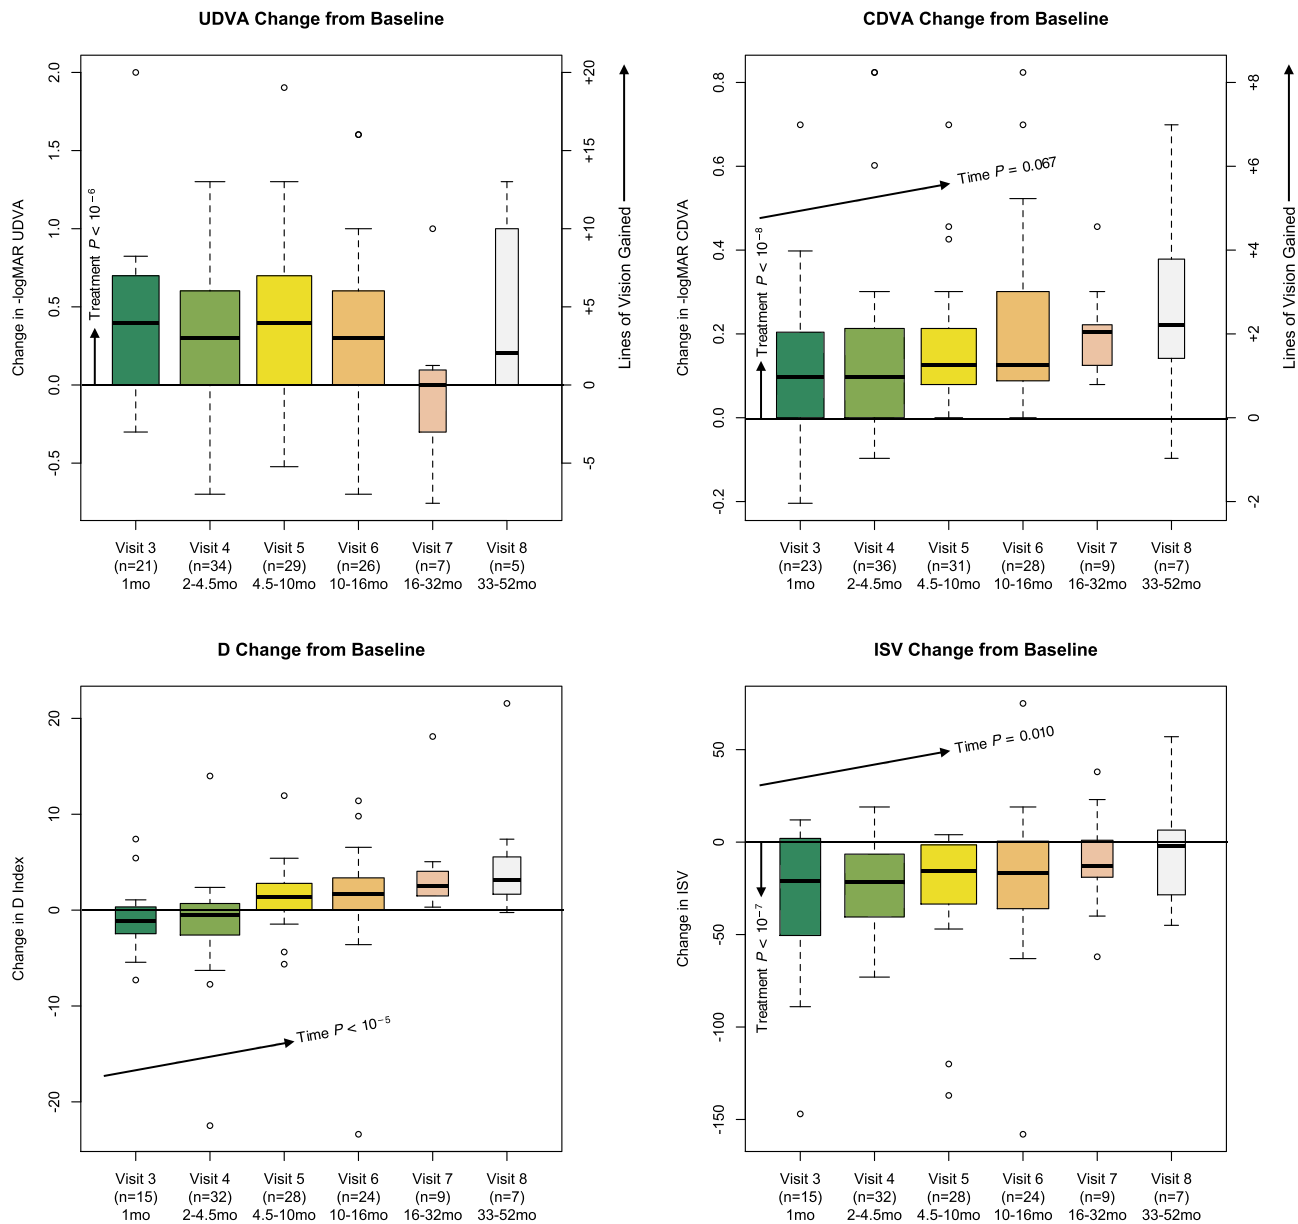 UDVA Change from Baseline
Change in -logMAR UDVA
2.0
1.5
1.0
0.5
0.0
-0.5
Treatment P < 10⁻⁶
+20
+15
+10
+5
0
-5
Lines of Vision Gained
Visit 3 Visit 4 Visit 5 Visit 6 Visit 7 Visit 8
(n=21) (n=34) (n=29) (n=26) (n=7) (n=5)
1mo 2-4.5mo 4.5-10mo 10-16mo 16-32mo 33-52mo
CDVA Change from Baseline
Change in -logMAR CDVA
0.8
0.6
0.4
0.2
0.0
-0.2
Treatment P < 10⁻⁸
Time P = 0.067
+8
+6
+4
+2
0
-2
Lines of Vision Gained
Visit 3 Visit 4 Visit 5 Visit 6 Visit 7 Visit 8
(n=23) (n=36) (n=31) (n=28) (n=9) (n=7)
1mo 2-4.5mo 4.5-10mo 10-16mo 16-32mo 33-52mo
D Change from Baseline
Change in D Index
20
10
0
-10
-20
Time P < 10⁻⁵
Visit 3 Visit 4 Visit 5 Visit 6 Visit 7 Visit 8
(n=15) (n=32) (n=28) (n=24) (n=9) (n=7)
1mo 2-4.5mo 4.5-10mo 10-16mo 16-32mo 33-52mo
ISV Change from Baseline
Change in ISV
50
0
-50
-100
-150
Time P = 0.010
Treatment P < 10⁻⁷
Visit 3 Visit 4 Visit 5 Visit 6 Visit 7 Visit 8
(n=15) (n=32) (n=28) (n=24) (n=9) (n=7)
1mo 2-4.5mo 4.5-10mo 10-16mo 16-32mo 33-52mo